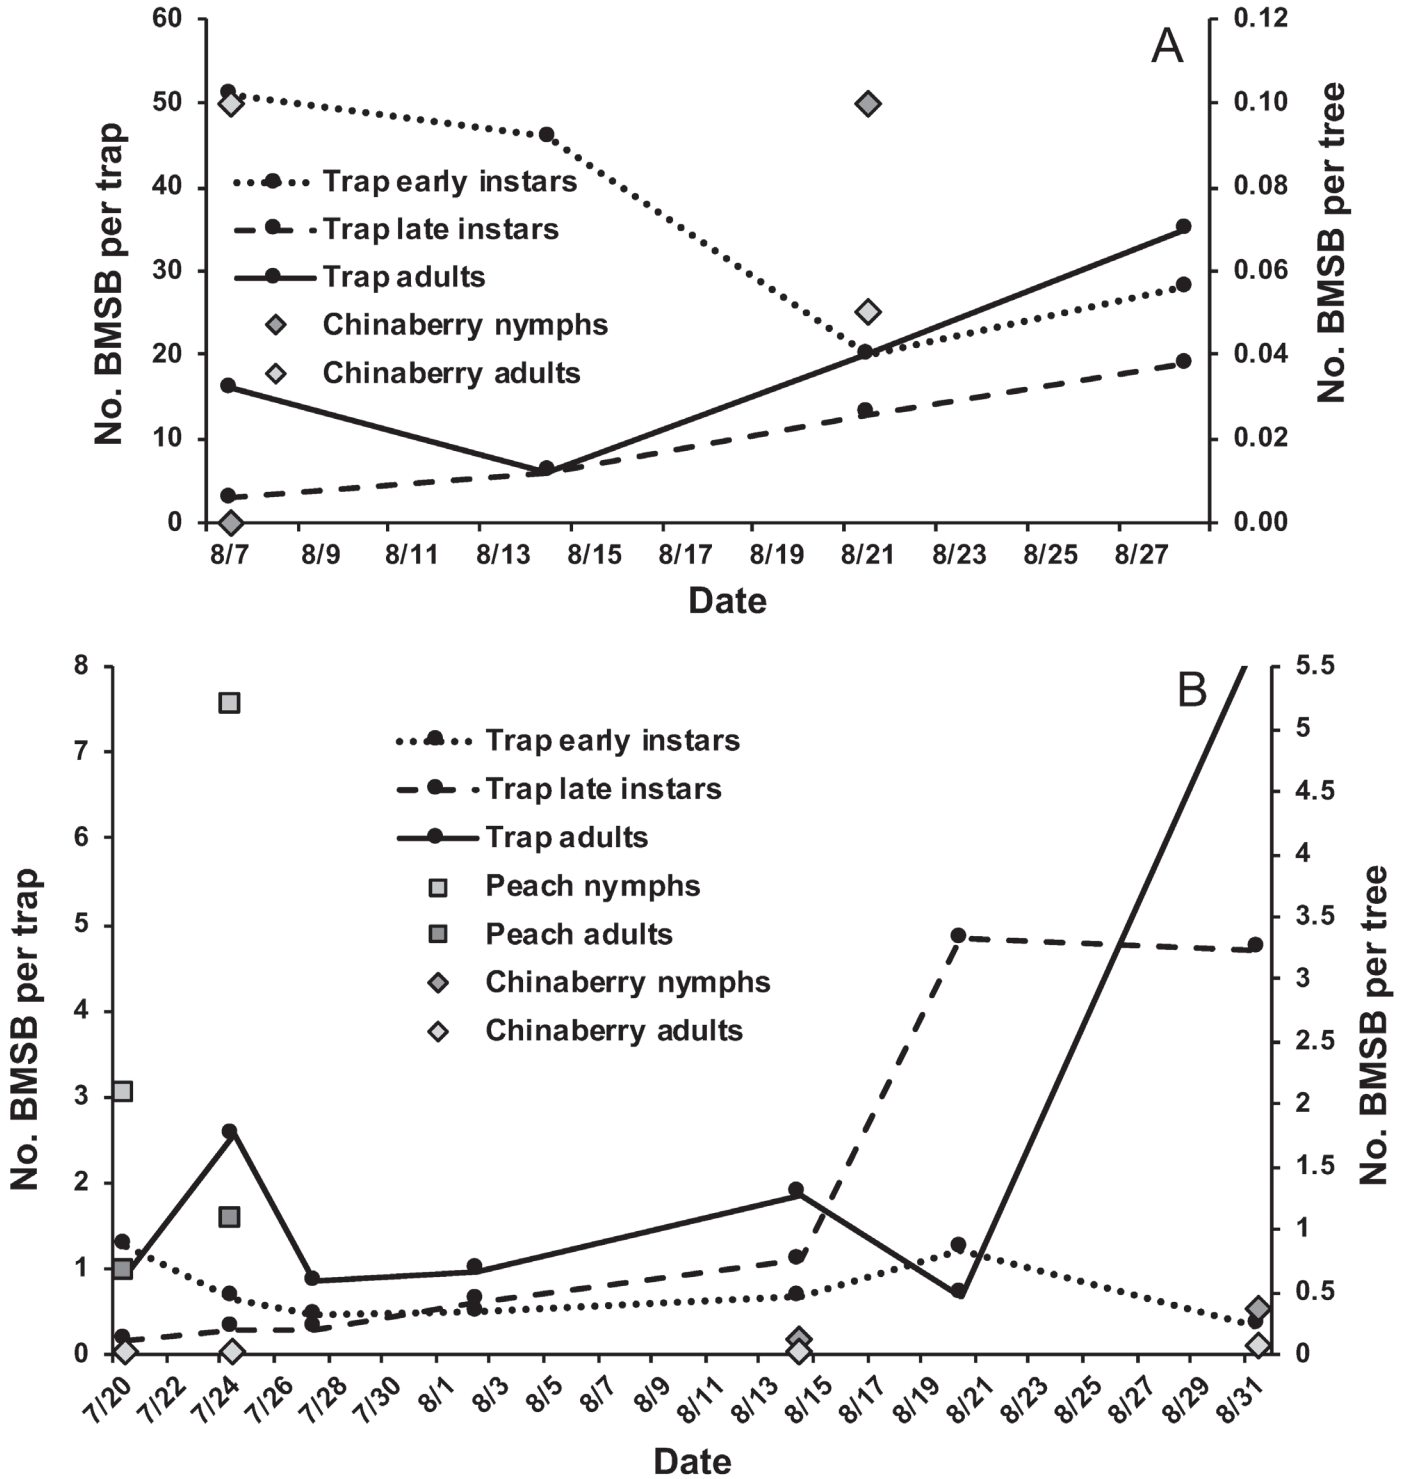 A
No. BMSB per trap
No. BMSB per tree
60
50
40
30
20
10
0
0.12
0.10
0.08
0.06
0.04
0.02
0.00
Trap early instars
Trap late instars
Trap adults
Chinaberry nymphs
Chinaberry adults
8/7 8/9 8/11 8/13 8/15 8/17 8/19 8/21 8/23 8/25 8/27
Date
B
No. BMSB per trap
No. BMSB per tree
8
7
6
5
4
3
2
1
0
5.5
5
4.5
4
3.5
3
2.5
2
1.5
1
0.5
0
Trap early instars
Trap late instars
Trap adults
Peach nymphs
Peach adults
Chinaberry nymphs
Chinaberry adults
7/20 7/22 7/24 7/26 7/28 7/30 8/1 8/3 8/5 8/7 8/9 8/11 8/13 8/15 8/17 8/19 8/21 8/23 8/25 8/27 8/29 8/31
Date